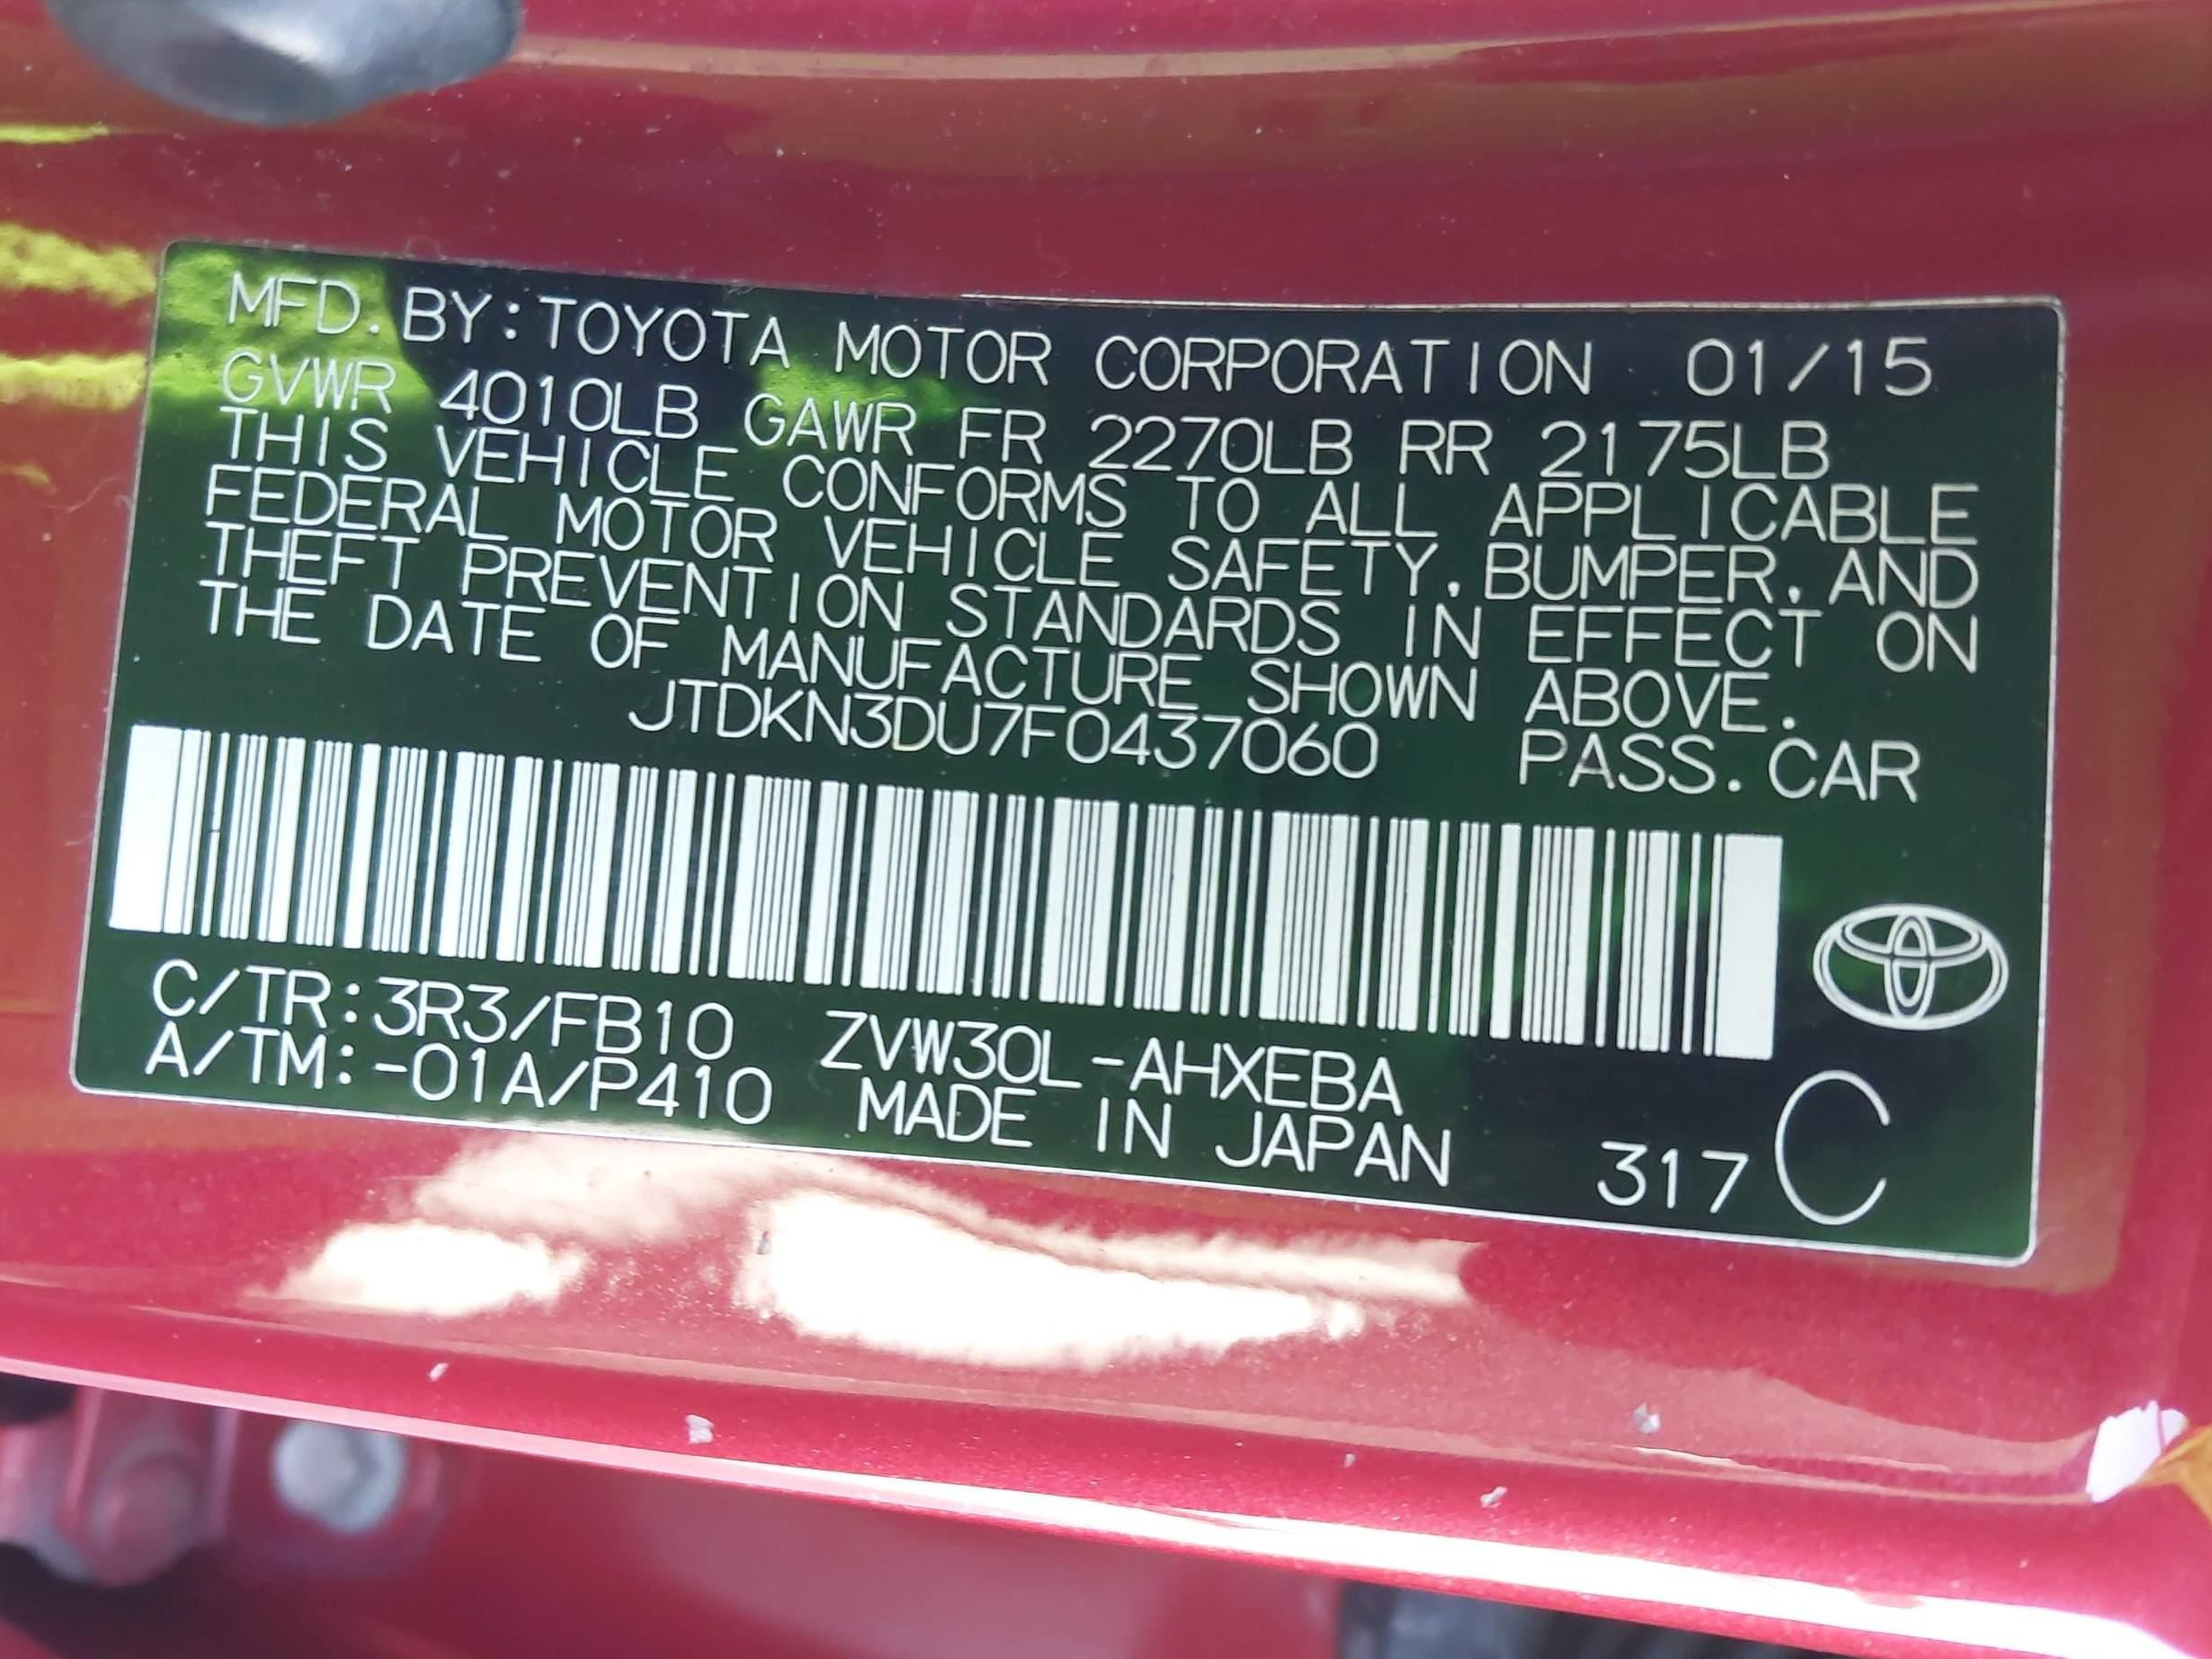 MFD. BY:TOYOTA MOTOR CORPORATION 01/15
GVWR 4010LB GAWR FR 2270LB RR 2175LB
THIS VEHICLE CONFORMS TO ALL APPLICABLE
FEDERAL MOTOR VEHICLE SAFETY, BUMPER, AND
THEFT PREVENTION STANDARDS IN EFFECT ON
THE DATE OF MANUFACTURE SHOWN ABOVE.
JTDKN3DU7F0437060 PASS. CAR
C/TR:3R3/FB10 ZVW30L-AHXEBA
A/TM:-01A/P410 MADE IN JAPAN 317 C